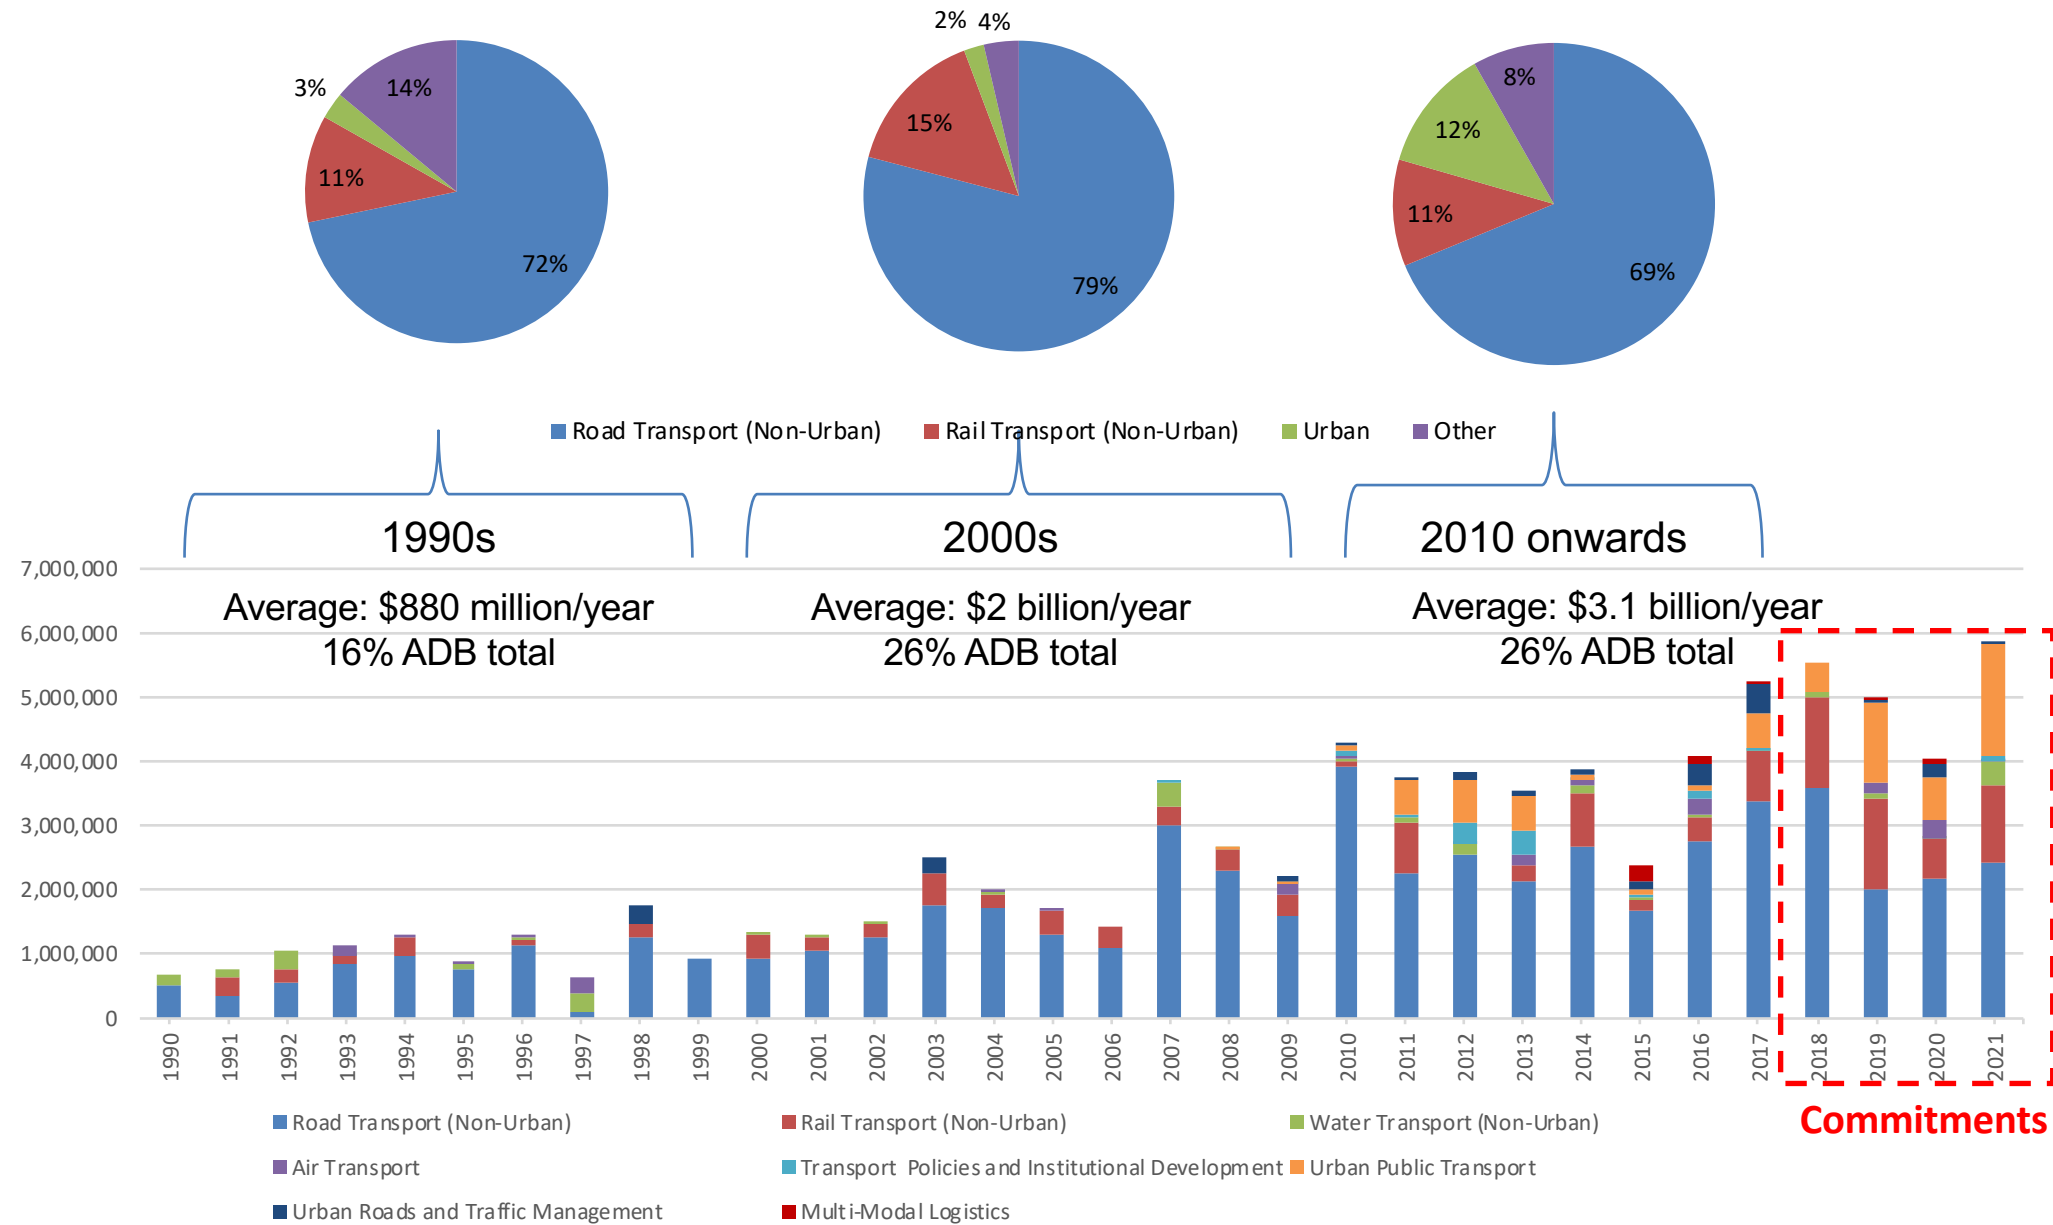 2% 4%
14%
3%
8%
15%
12%
11%
11%
72%
79%
69%
Road Transport (Non-Urban) Rail Transport (Non-Urban) Urban Other
1990s 2000s 2010 onwards
7,000,000
Average: $880 million/year Average: $2 billion/year Average: $3.1 billion/year
16% ADB total 26% ADB total 26% ADB total
6,000,000
5,000,000
4,000,000
3,000,000
2,000,000
1,000,000
0
1990 1991 1992 1993 1994 1995 1996 1997 1998 1999 2000 2001 2002 2003 2004 2005 2006 2007 2008 2009 2010 2011 2012 2013 2014 2015 2016 2017 2018 2019 2020 2021
Commitments
Road Transport (Non-Urban) Rail Transport (Non-Urban) Water Transport (Non-Urban)
Air Transport Transport Policies and Institutional Development Urban Public Transport
Urban Roads and Traffic Management Multi-Modal Logistics